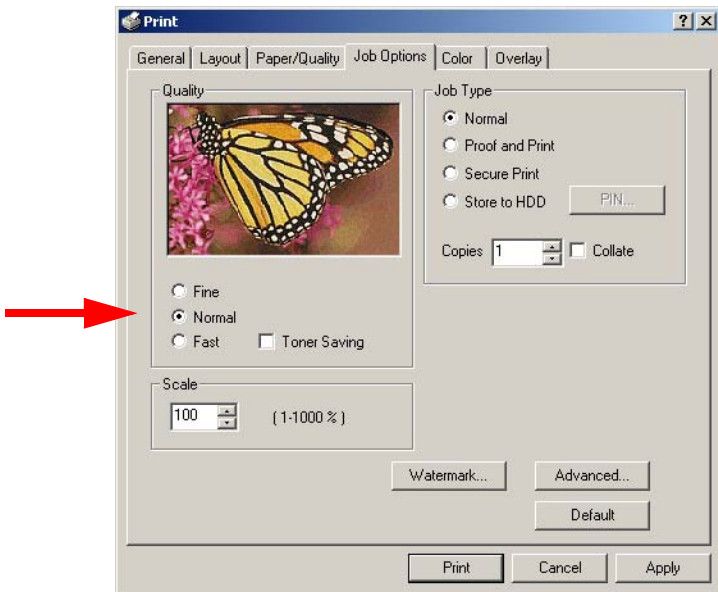 Print
General Layout Paper/Quality Job Options Color Overlay
Quality
Fine
Normal
Fast Toner Saving
Scale
100 (1-1000 %)
Job Type
Normal
Proof and Print
Secure Print
Store to HDD PIN...
Copies 1 Collate
Watermark... Advanced...
Default
Print Cancel Apply